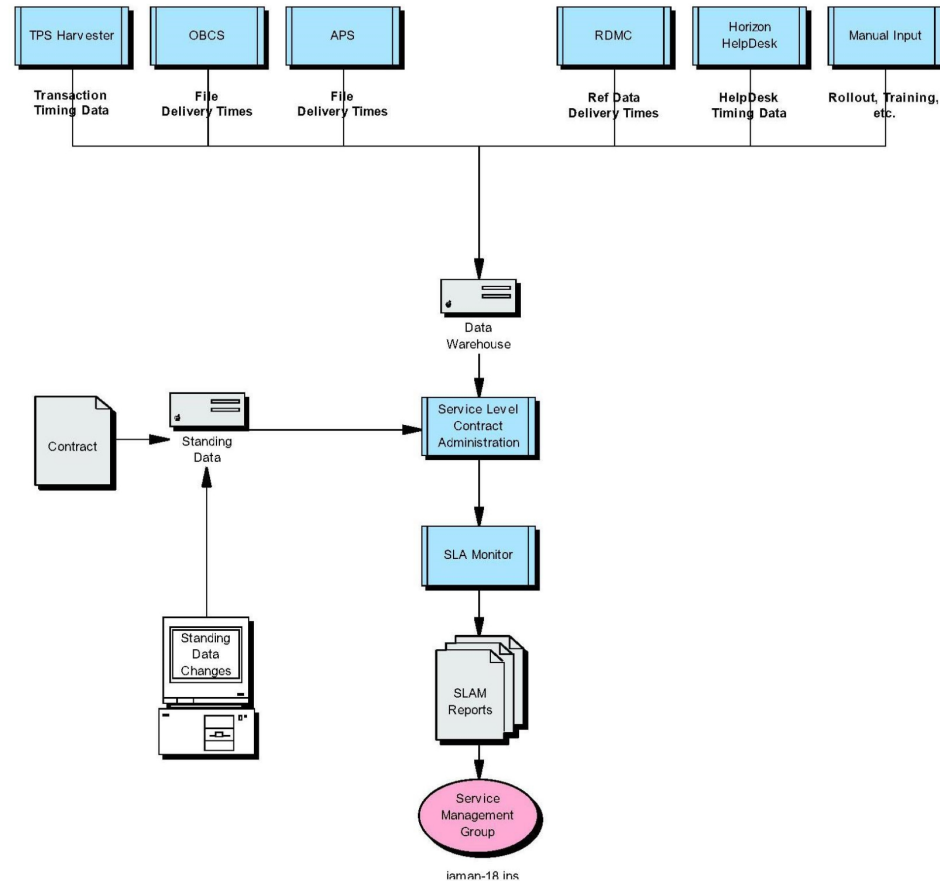 TPS Harvester
OBCS
APS
RDMC
Horizon
HelpDesk
Manual Input
Transaction
Timing Data
File
Delivery Times
File
Delivery Times
Ref Data
Delivery Times
HelpDesk
Timing Data
Rollout, Training,
etc.
Data
Warehouse
Contract
Standing
Data
Service Level
Contract
Administration
SLA Monitor
Standing
Data
Changes
SLAM
Reports
Service
Management
Group